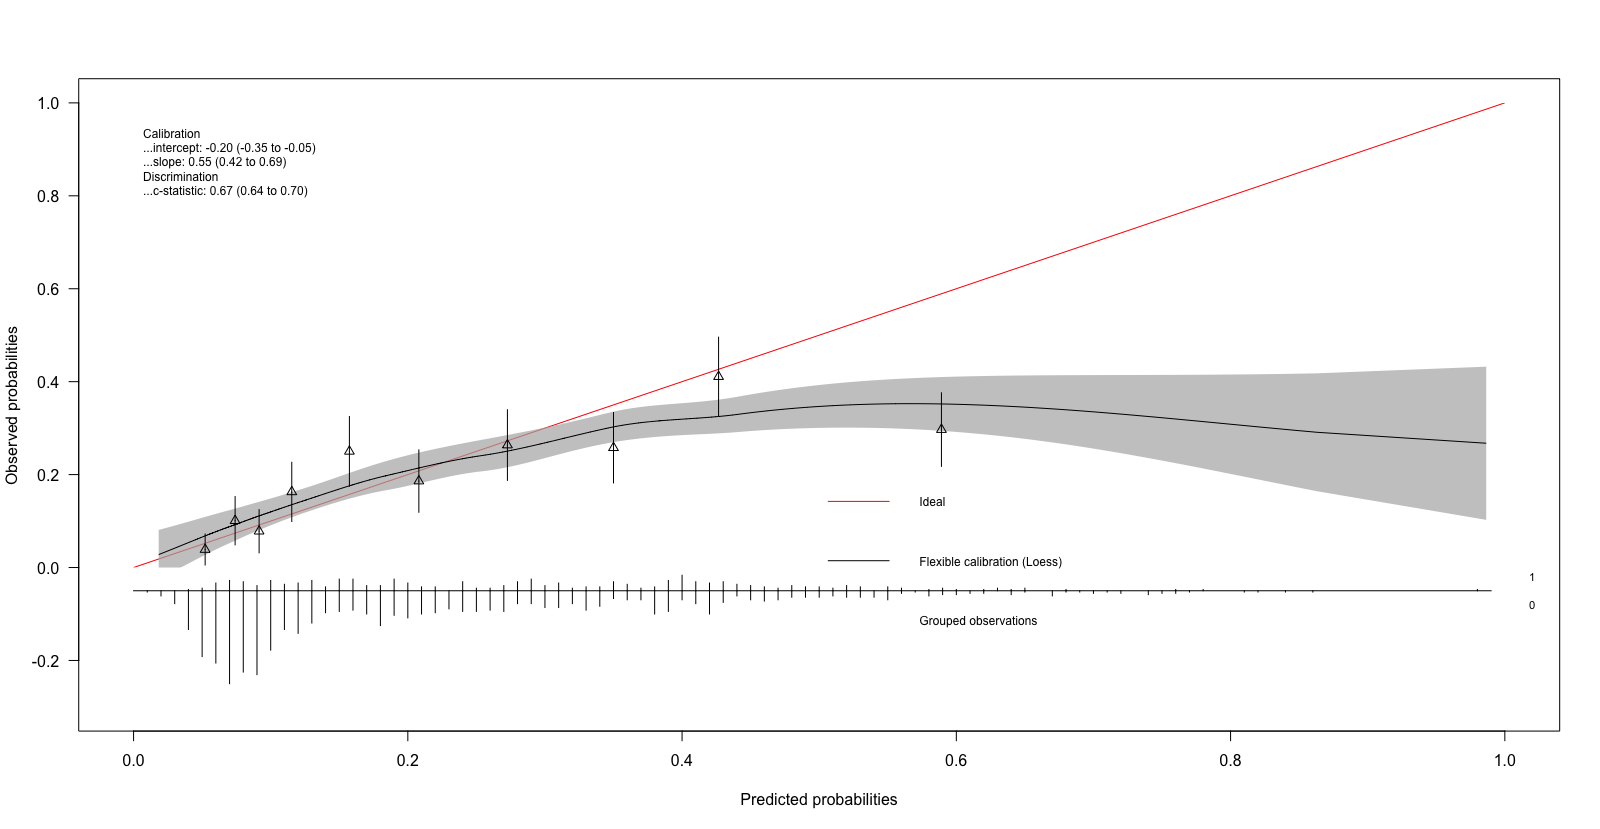 Calibration
...intercept: -0.20 (-0.35 to -0.05)
...slope: 0.55 (0.42 to 0.69)
Discrimination
...c-statistic: 0.67 (0.64 to 0.70)
Observed probabilities
1.0
0.8
0.6
0.4
0.2
0.0
-0.2
Ideal
Flexible calibration (Loess)
Grouped observations
1
0
0.0 0.2 0.4 0.6 0.8 1.0
Predicted probabilities